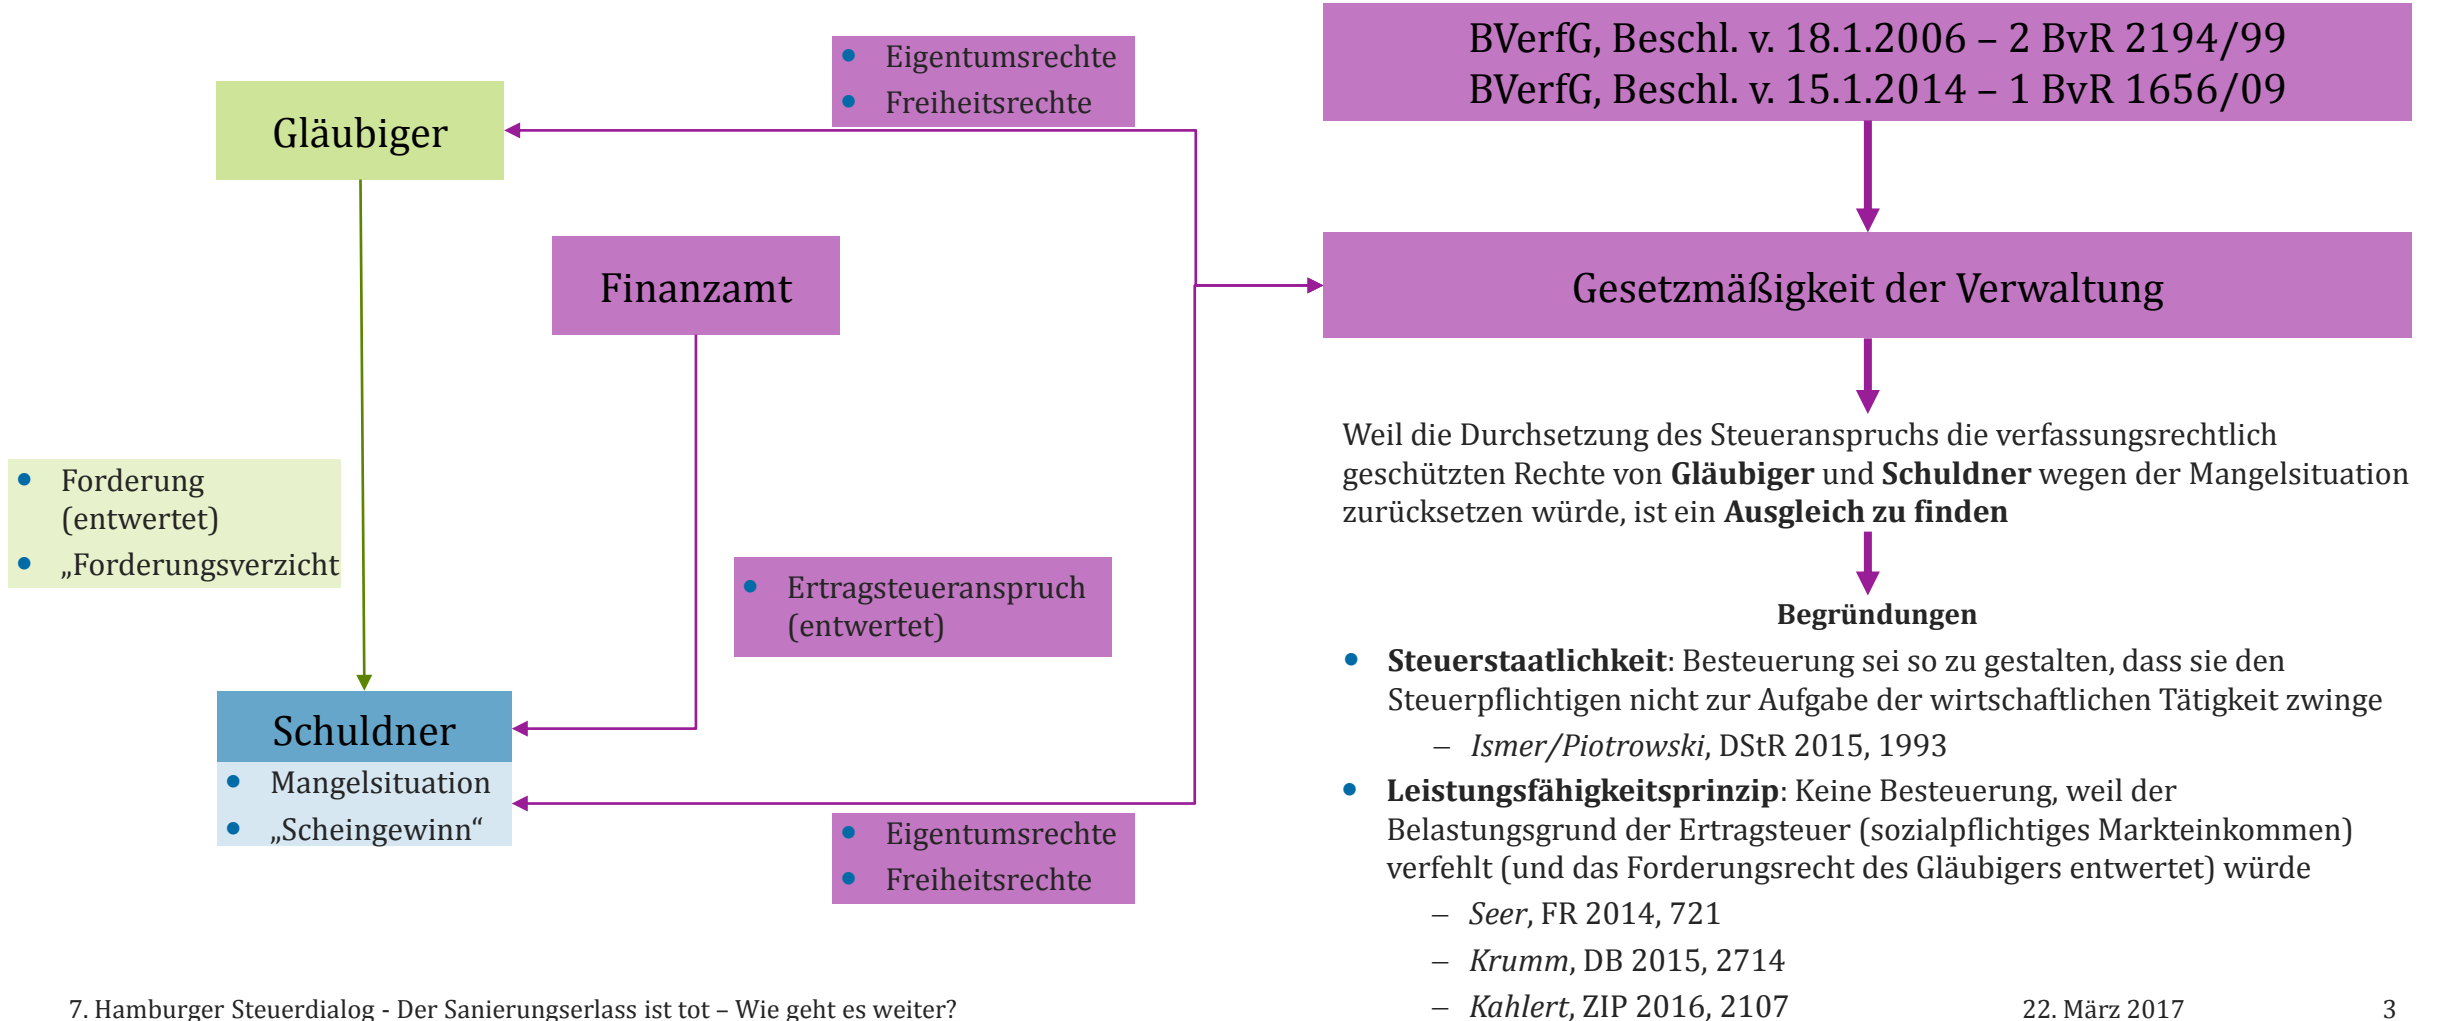 Eigentumsrechte
Freiheitsrechte
Gläubiger
Finanzamt
Forderung
(entwertet)
„Forderungsverzicht
Ertragsteueranspruch
(entwertet)
Schuldner
Mangelsituation
„Scheingewinn“
Eigentumsrechte
Freiheitsrechte
BVerfG, Beschl. v. 18.1.2006 – 2 BvR 2194/99
BVerfG, Beschl. v. 15.1.2014 – 1 BvR 1656/09
Gesetzmäßigkeit der Verwaltung
Weil die Durchsetzung des Steueranspruchs die verfassungsrechtlich
geschützten Rechte von Gläubiger und Schuldner wegen der Mangelsituation
zurücksetzen würde, ist ein Ausgleich zu finden
Begründungen
Steuerstaatlichkeit: Besteuerung sei so zu gestalten, dass sie den
Steuerpflichtigen nicht zur Aufgabe der wirtschaftlichen Tätigkeit zwinge
– Ismer/Piotrowski, DStR 2015, 1993
Leistungsfähigkeitsprinzip: Keine Besteuerung, weil der
Belastungsgrund der Ertragsteuer (sozialpflichtiges Markteinkommen)
verfehlt (und das Forderungsrecht des Gläubigers entwertet) würde
– Seer, FR 2014, 721
– Krumm, DB 2015, 2714
– Kahlert, ZIP 2016, 2107
7. Hamburger Steuerdialog - Der Sanierungserlass ist tot – Wie geht es weiter?
22. März 2017
3